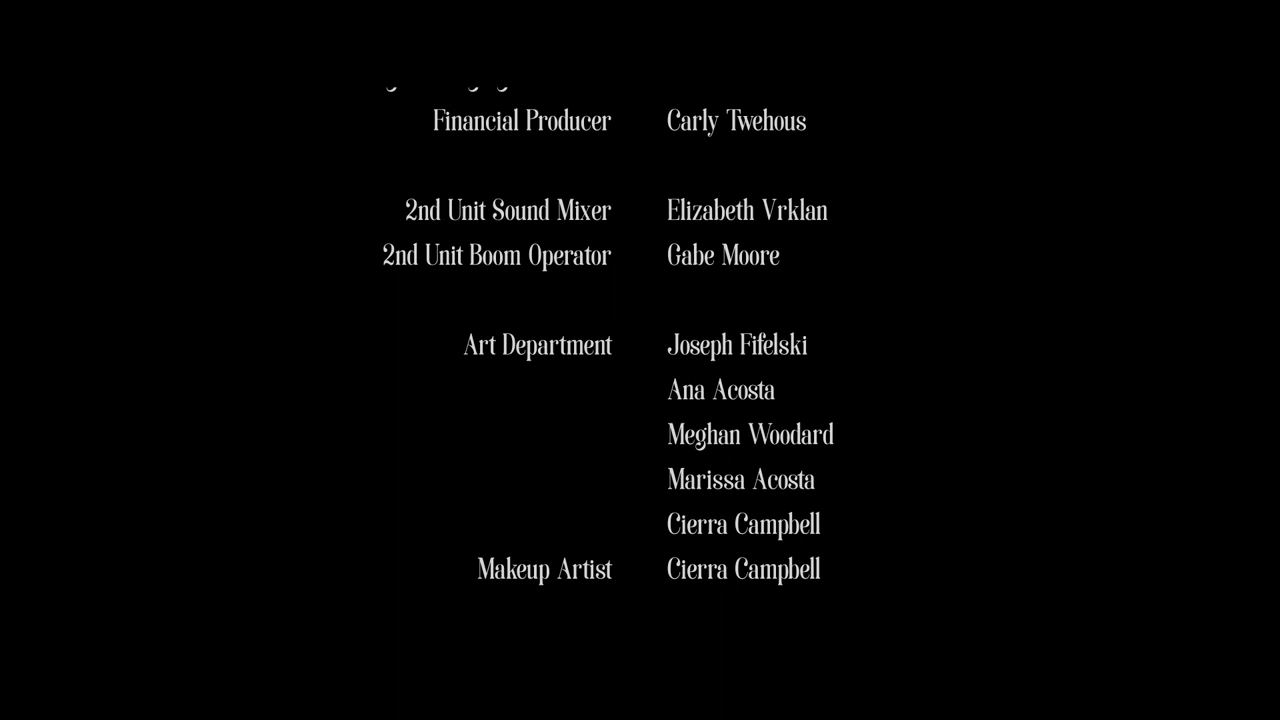 Financial Producer Carly Twehous
2nd Unit Sound Mixer Elizabeth Vrklan
2nd Unit Boom Operator Gabe Moore
Art Department Joseph Fifelski
Ana Acosta
Meghan Woodard
Marissa Acosta
Cierra Campbell
Makeup Artist Cierra Campbell